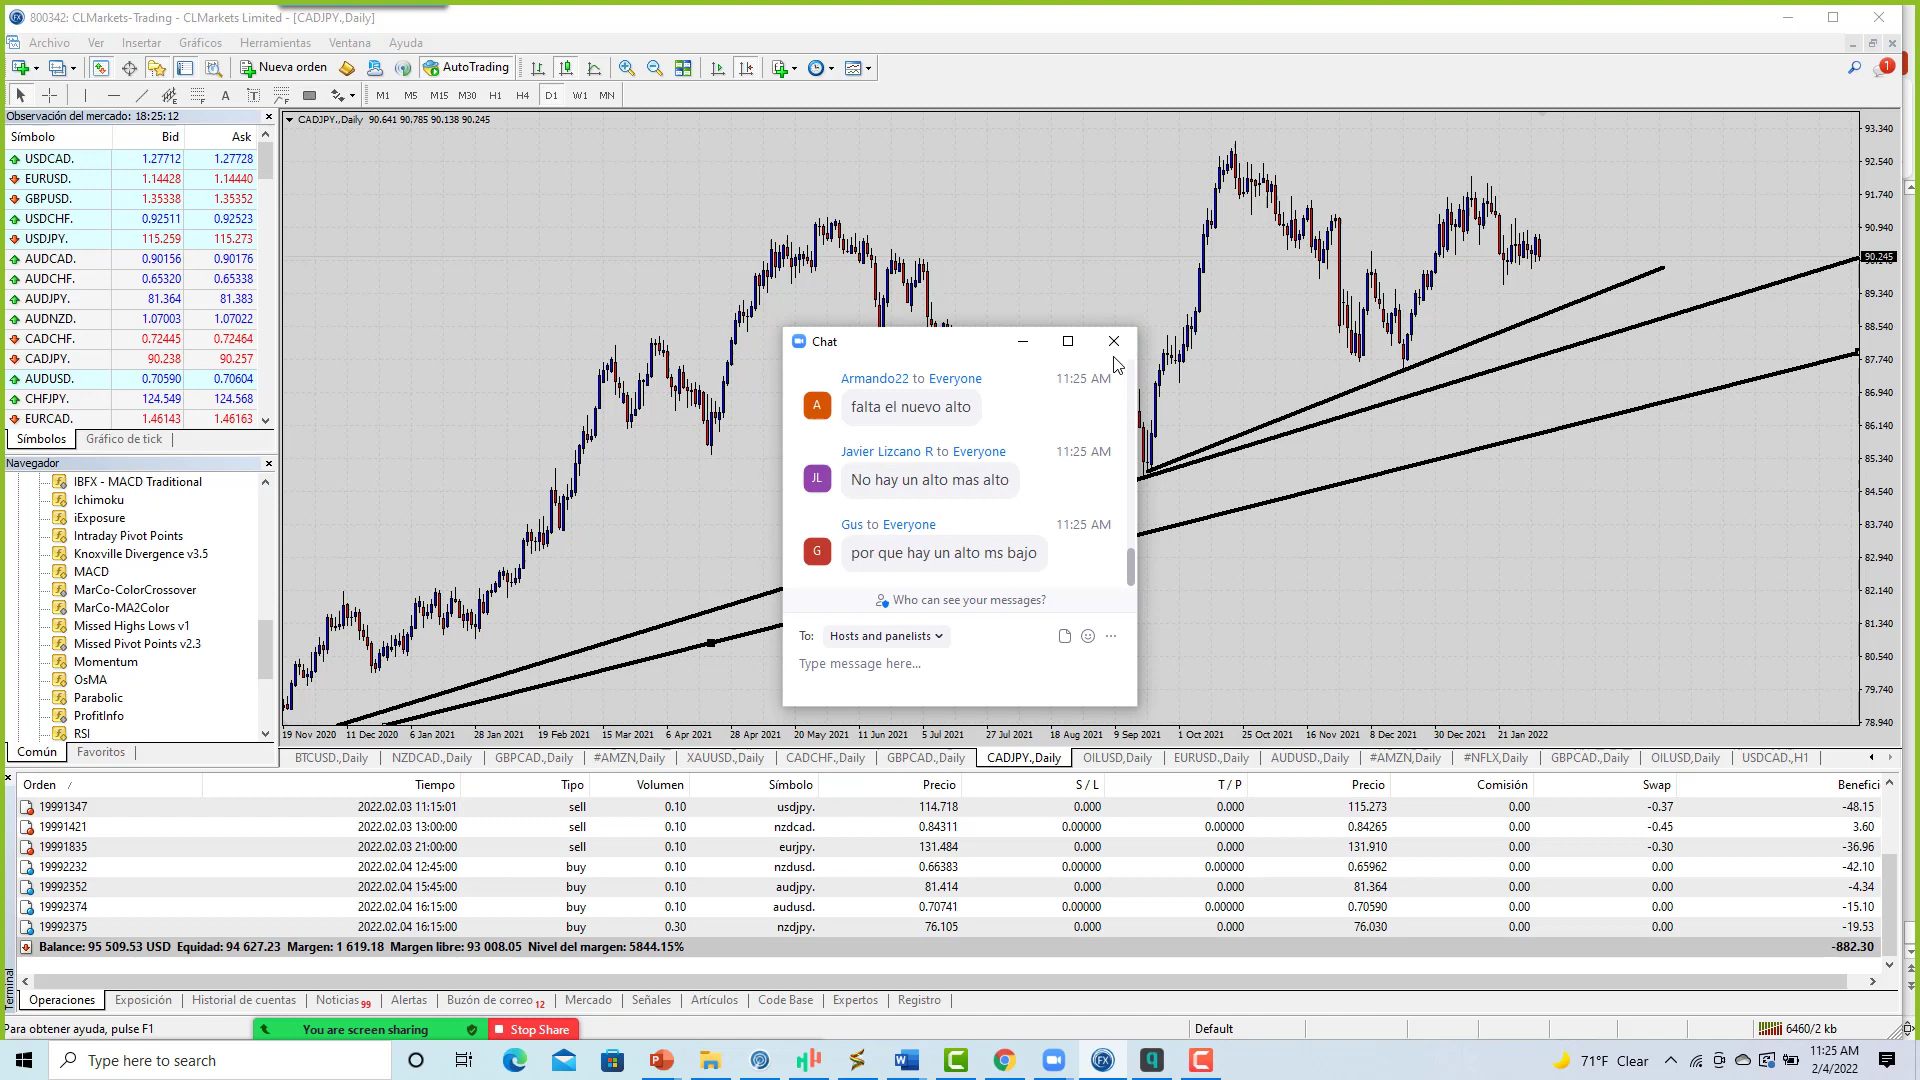 800342: CLMarkets-Trading - CLMarkets Limited - [CADJPY.,Daily]
Archivo Ver Insertar Gráficos Herramientas Ventana Ayuda
Nueva orden AutoTrading 1
A T M1 M5 M15 M30 H1 H4 D1 W1 MN
Observación del mercado: 18:25:12
Símbolo Bid Ask
USDCAD. 1.27712 1.27728
EURUSD. 1.14428 1.14440
GBPUSD. 1.35338 1.35352
USDCHF. 0.92511 0.92523
USDJPY. 115.259 115.273
AUDCAD. 0.90156 0.90176
AUDCHF. 0.65320 0.65338
AUDJPY. 81.364 81.383
AUDNZD. 1.07003 1.07022
CADCHF. 0.72445 0.72464
CADJPY. 90.238 90.257
AUDUSD. 0.70590 0.70604
CHFJPY. 124.549 124.568
EURCAD. 1.46143 1.46163
Símbolos Gráfico de tick
Navegador
IBFX - MACD Traditional
Ichimoku
iExposure
Intraday Pivot Points
Knoxville Divergence v3.5
MACD
MarCo-ColorCrossover
MarCo-MA2Color
Missed Highs Lows v1
Missed Pivot Points v2.3
Momentum
OsMA
Parabolic
ProfitInfo
RSI
Común Favoritos
CADJPY.,Daily 90.641 90.785 90.138 90.245
93.340
92.540
91.740
90.940
90.245
89.340
88.540
87.740
86.940
86.140
85.340
84.540
83.740
82.940
82.140
81.340
80.540
79.740
78.940
19 Nov 2020 11 Dec 2020 6 Jan 2021 28 Jan 2021 19 Feb 2021 15 Mar 2021 6 Apr 2021 28 Apr 2021 20 May 2021 11 Jun 2021 5 Jul 2021 27 Jul 2021 18 Aug 2021 9 Sep 2021 1 Oct 2021 25 Oct 2021 16 Nov 2021 8 Dec 2021 30 Dec 2021 21 Jan 2022
Chat
Armando22 to Everyone 11:25 AM
A falta el nuevo alto
Javier Lizcano R to Everyone 11:25 AM
JL No hay un alto mas alto
Gus to Everyone 11:25 AM
G por que hay un alto ms bajo
Who can see your messages?
To: Hosts and panelists
Type message here...
BTCUSD.,Daily NZDCAD.,Daily GBPCAD.,Daily #AMZN,Daily XAUUSD.,Daily CADCHF.,Daily GBPCAD.,Daily CADJPY.,Daily OILUSD,Daily EURUSD.,Daily AUDUSD.,Daily #AMZN,Daily #NFLX,Daily GBPCAD.,Daily OILUSD,Daily USDCAD.,H1
Orden / Tiempo Tipo Volumen Símbolo Precio S / L T / P Precio Comisión Swap Benefici
19991347 2022.02.03 11:15:01 sell 0.10 usdjpy. 114.718 0.000 0.000 115.273 0.00 -0.37 -48.15
19991421 2022.02.03 13:00:00 sell 0.10 nzdcad. 0.84311 0.00000 0.00000 0.84265 0.00 -0.45 3.60
19991835 2022.02.03 21:00:00 sell 0.10 eurjpy. 131.484 0.000 0.000 131.910 0.00 -0.30 -36.96
19992232 2022.02.04 12:45:00 buy 0.10 nzdusd. 0.66383 0.00000 0.00000 0.65962 0.00 0.00 -42.10
19992352 2022.02.04 15:45:00 buy 0.10 audjpy. 81.414 0.000 0.000 81.364 0.00 0.00 -4.34
19992374 2022.02.04 16:15:00 buy 0.10 audusd. 0.70741 0.00000 0.00000 0.70590 0.00 0.00 -15.10
19992375 2022.02.04 16:15:00 buy 0.30 nzdjpy. 76.105 0.000 0.000 76.030 0.00 0.00 -19.53
Balance: 95 509.53 USD Equidad: 94 627.23 Margen: 1 619.18 Margen libre: 93 008.05 Nivel del margen: 5844.15% -882.30
Terminal
Operaciones Exposición Historial de cuentas Noticias 99 Alertas Buzón de correo 12 Mercado Señales Artículos Code Base Expertos Registro
Para obtener ayuda, pulse F1 You are screen sharing Stop Share Default 6460/2 kb
Type here to search 71°F Clear 11:25 AM
2/4/2022